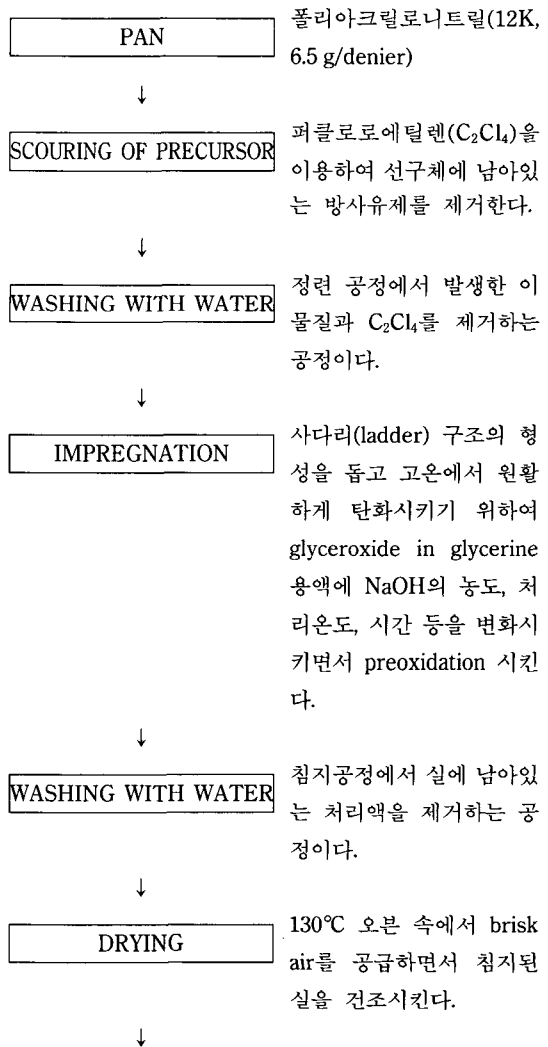 PAN
폴리아크릴로니트릴(12K,
6.5 g/denier)
↓
SCOURING OF PRECURSOR
퍼클로로에틸렌(C₂Cl₄)을
이용하여 선구체에 남아있
는 방사유제를 제거한다.
↓
WASHING WITH WATER
정련 공정에서 발생한 이
물질과 C₂Cl₄를 제거하는
공정이다.
↓
IMPREGNATION
사다리(ladder) 구조의 형
성을 돕고 고온에서 원활
하게 탄화시키기 위하여
glyceroxide in glycerine
용액에 NaOH의 농도, 처
리온도, 시간 등을 변화시
키면서 preoxidation 시킨
다.
↓
WASHING WITH WATER
침지공정에서 실에 남아있
는 처리액을 제거하는 공
정이다.
↓
DRYING
130℃ 오븐 속에서 brisk
air를 공급하면서 침지된
실을 건조시킨다.
↓